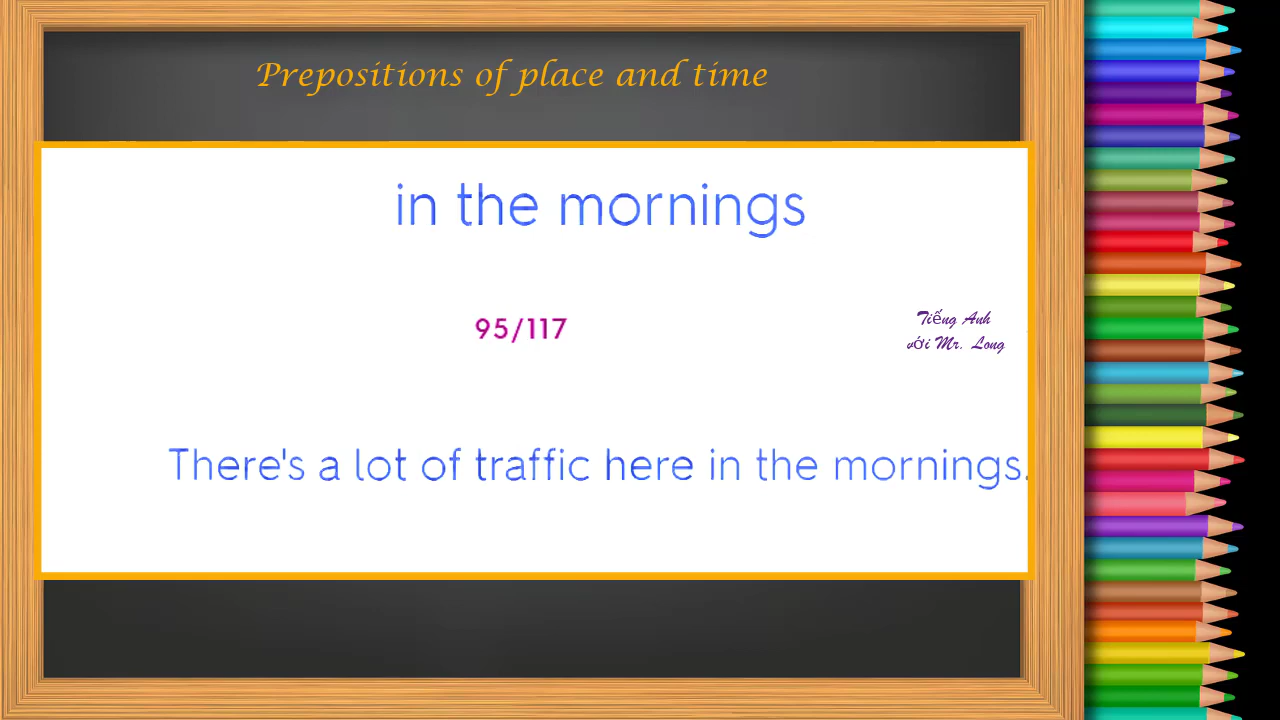 Prepositions of place and time
in the mornings
95/117
Tiếng Anh
với Mr. Long
There's a lot of traffic here in the mornings.